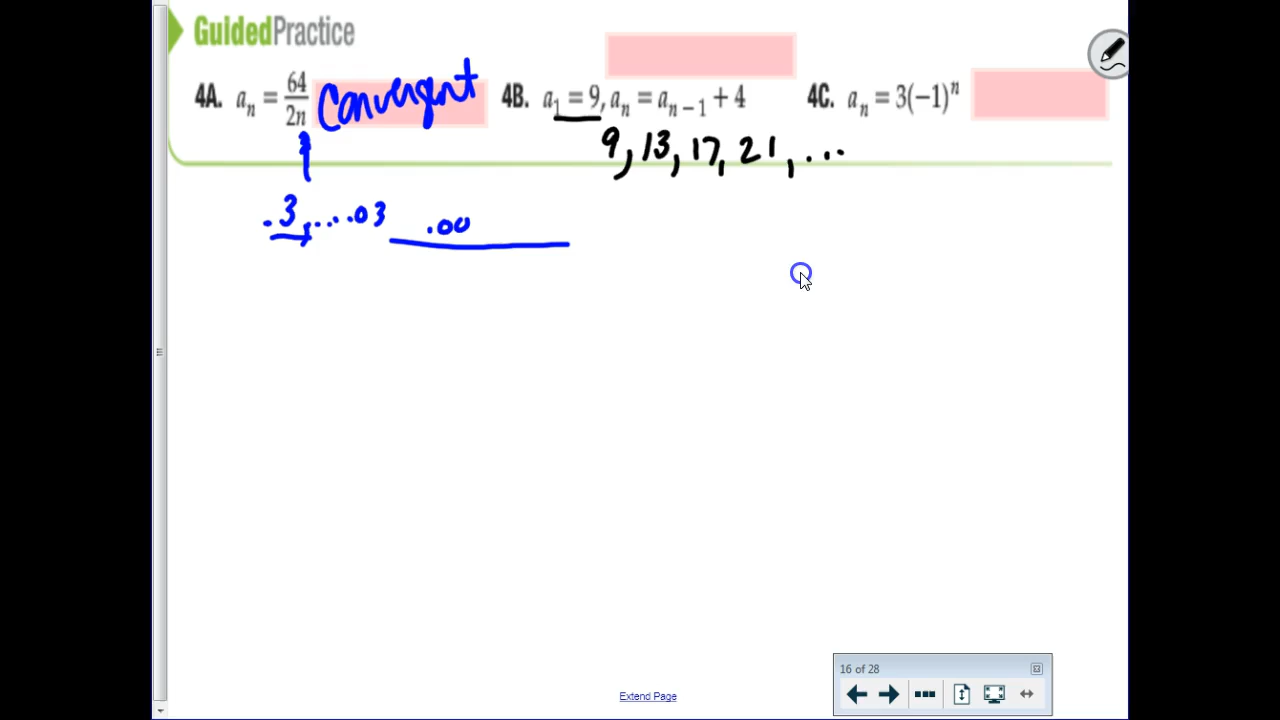 GuidedPractice
4A. aₙ = 64/2n Convergent 4B. a₁ = 9, aₙ = aₙ₋₁ + 4 4C. aₙ = 3(−1)ⁿ
9, 13, 17, 21, ...
.3, ... .03 .00
16 of 28
Extend Page